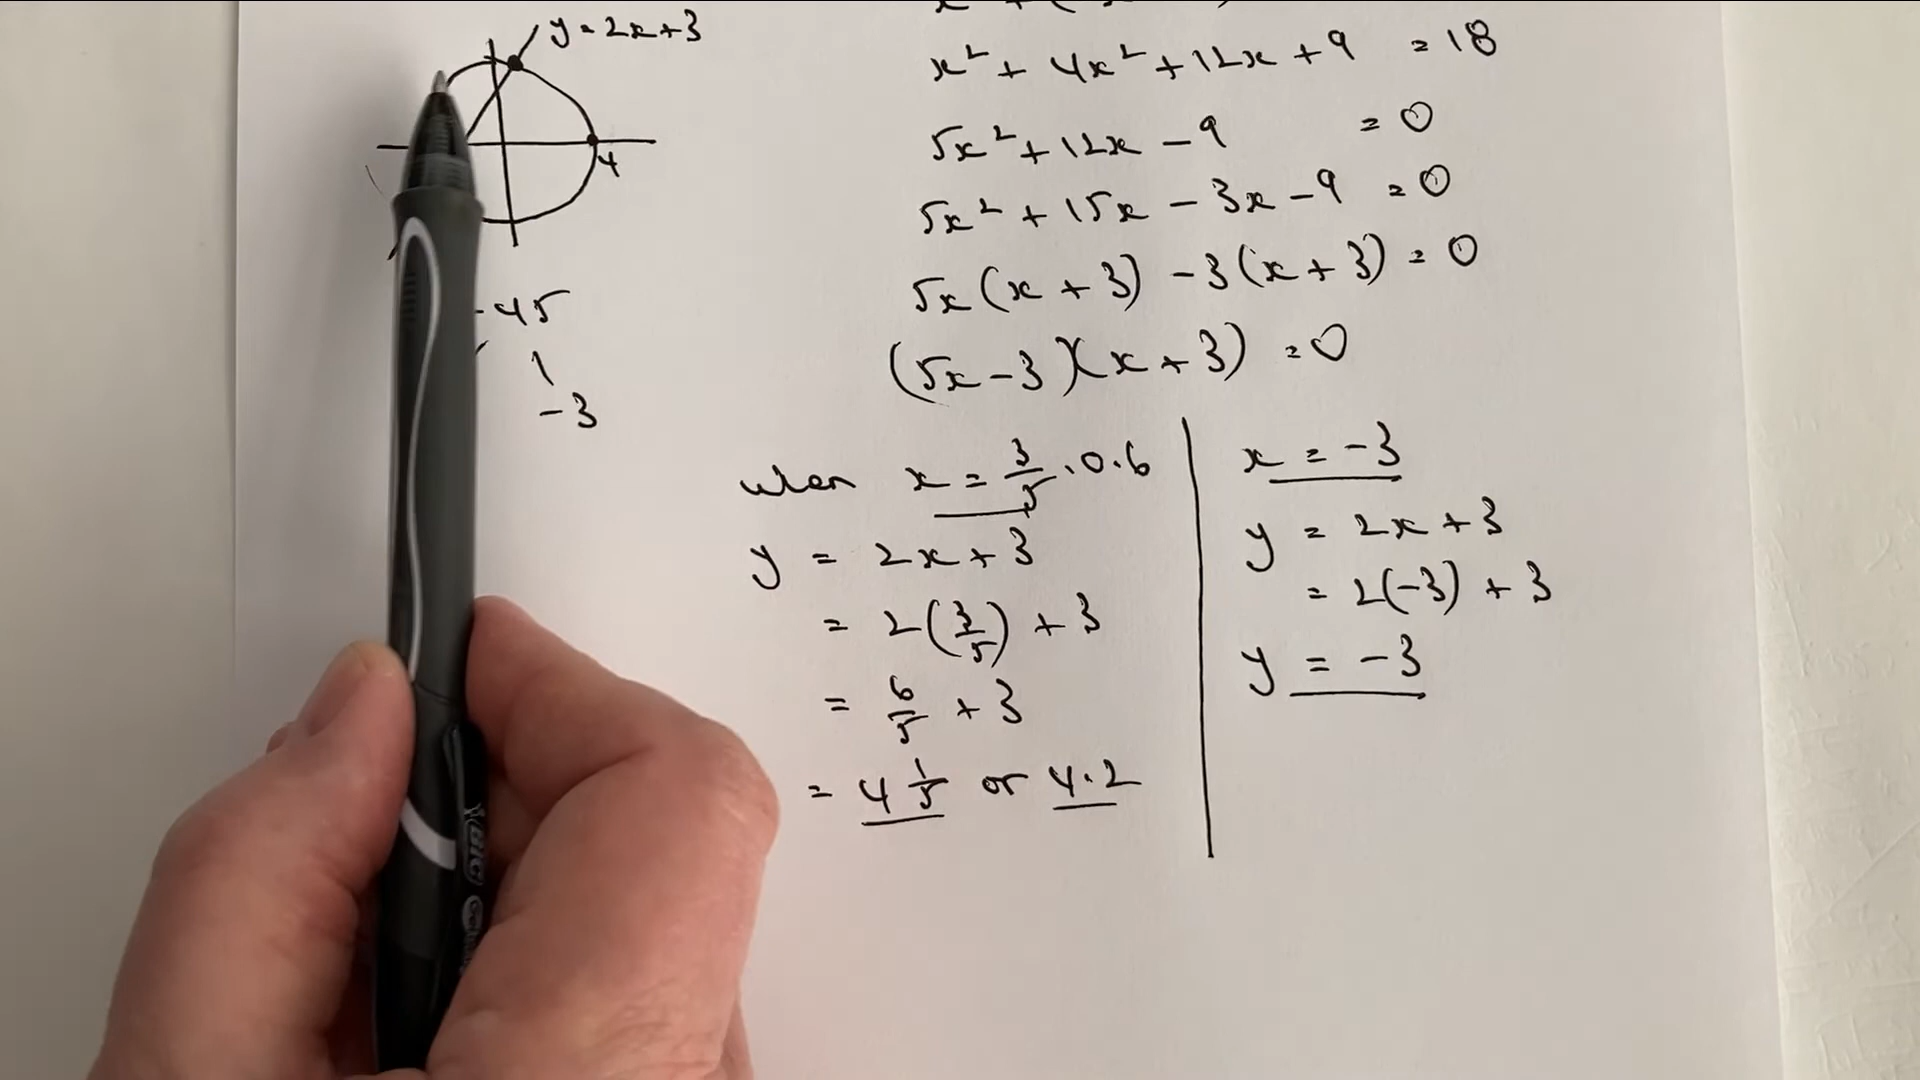 y = 2x + 3
4
-45
-3
x² + 4x² + 12x + 9 = 18
5x² + 12x - 9 = 0
5x² + 15x - 3x - 9 = 0
5x(x + 3) - 3(x + 3) = 0
(5x - 3)(x + 3) = 0
when x = 3/5 . 0.6
y = 2x + 3
= 2(3/5) + 3
= 6/5 + 3
= 4 1/5 or 4.2
x = -3
y = 2x + 3
= 2(-3) + 3
y = -3
BIC